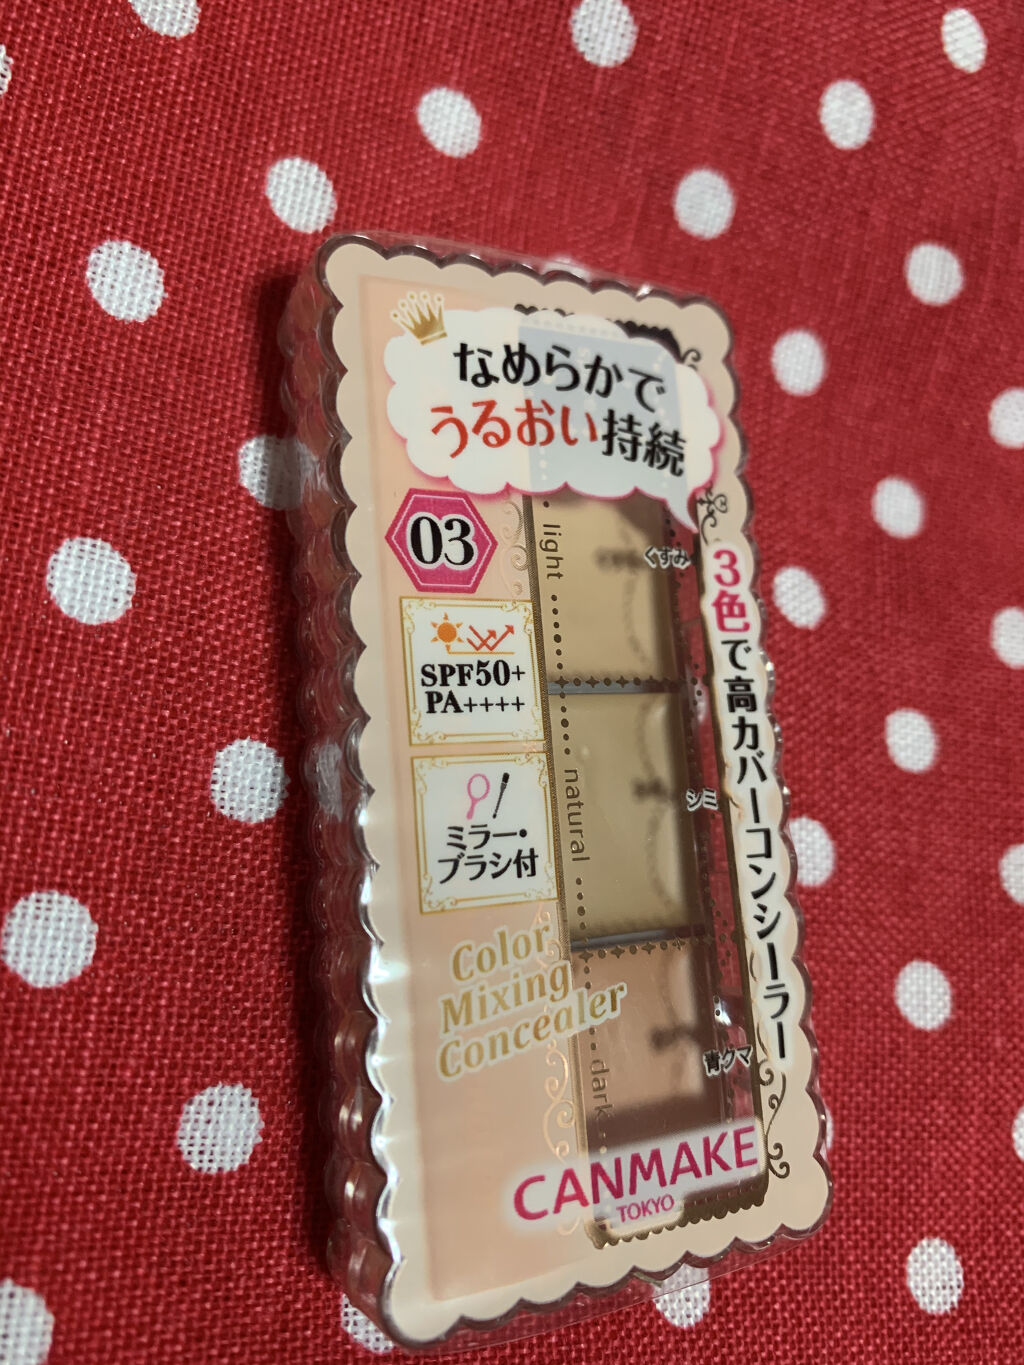 なめらかで
うるおい持続
03
SPF50+
PA++++
ミラー・
ブラシ付
Color
Mixing
Concealer
light
くすみ
natural
シミ
dark
青クマ
3色で高カバーコンシーラー
CANMAKE
TOKYO